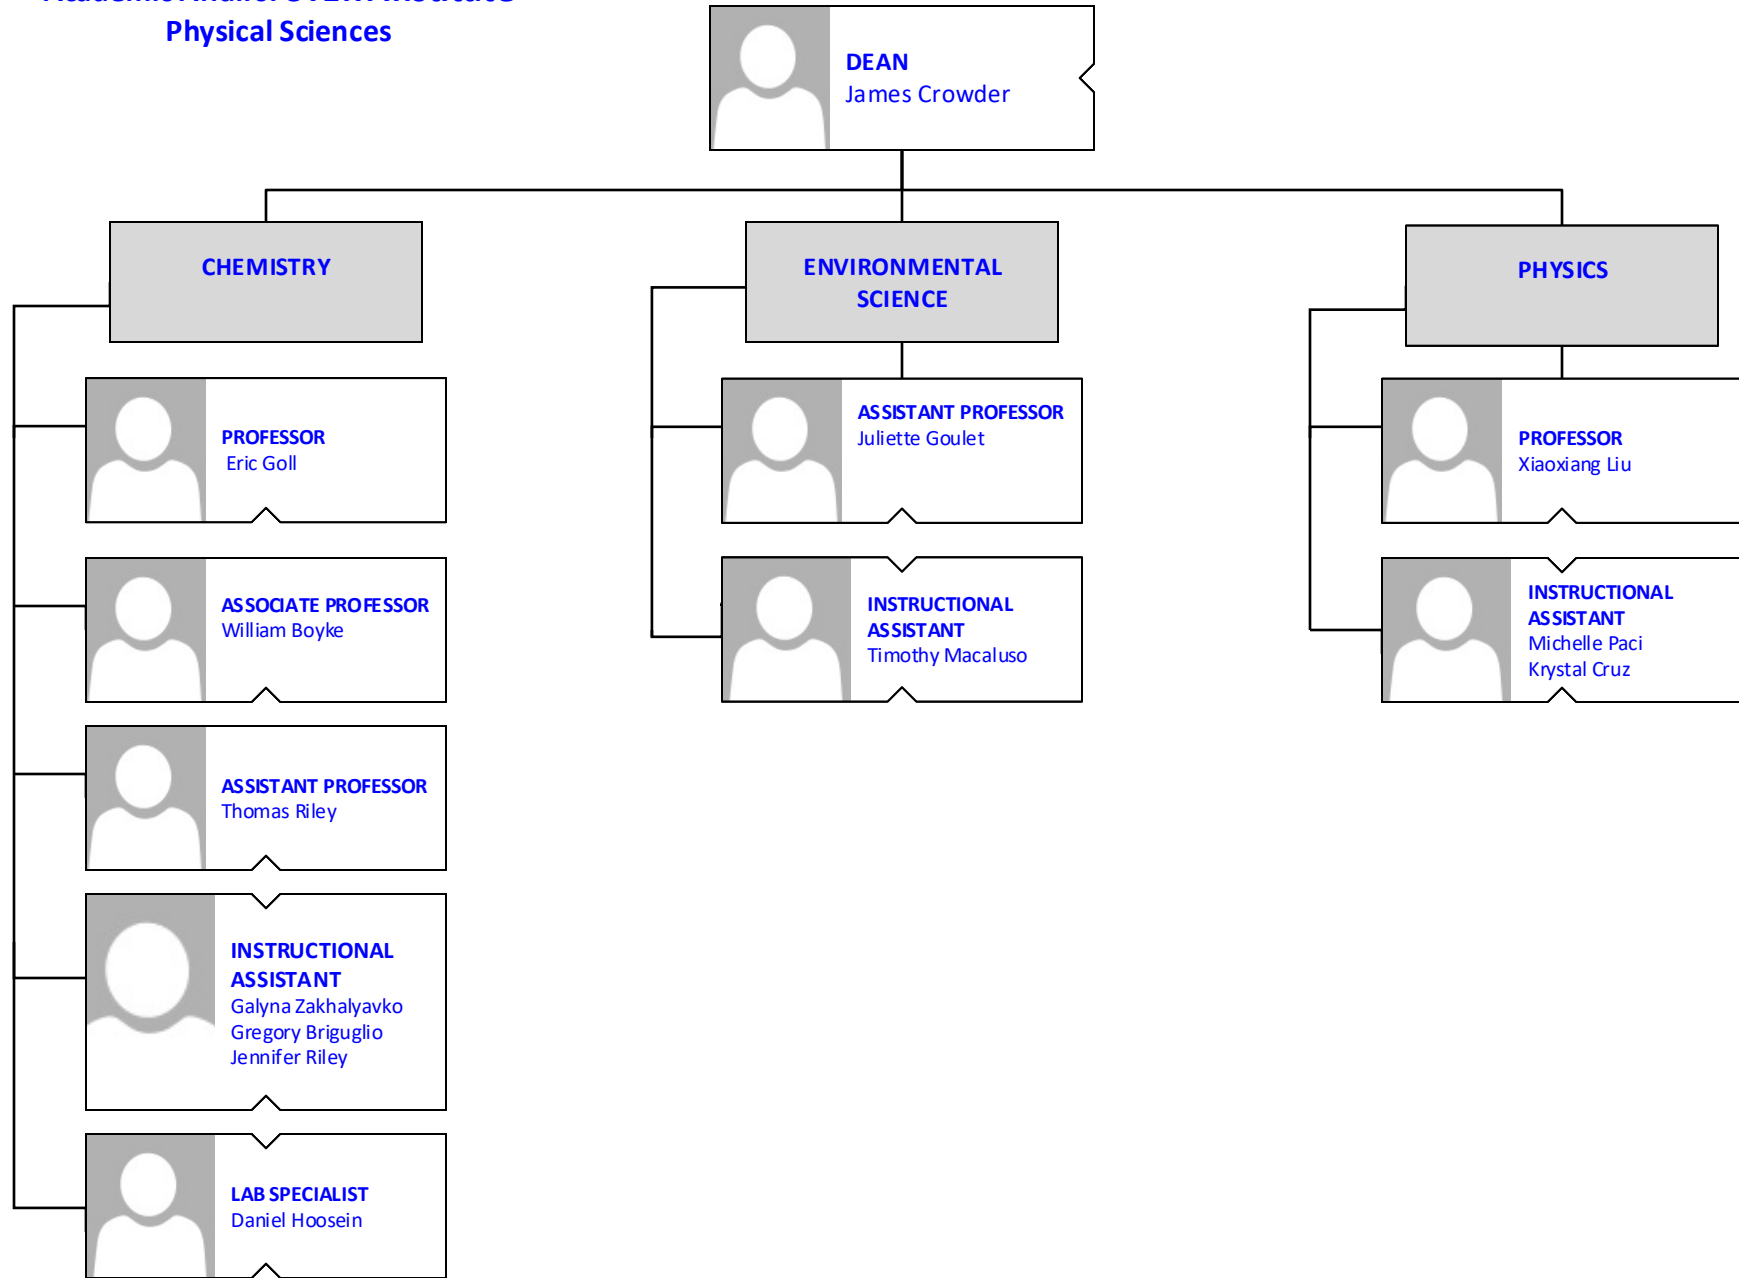 Physical Sciences
DEAN
James Crowder
CHEMISTRY
PROFESSOR
Eric Goll
ASSOCIATE PROFESSOR
William Boyke
ASSISTANT PROFESSOR
Thomas Riley
INSTRUCTIONAL
ASSISTANT
Galyna Zakhalyavko
Gregory Briguglio
Jennifer Riley
LAB SPECIALIST
Daniel Hoosein
ENVIRONMENTAL
SCIENCE
ASSISTANT PROFESSOR
Juliette Goulet
INSTRUCTIONAL
ASSISTANT
Timothy Macaluso
PHYSICS
PROFESSOR
Xiaoxiang Liu
INSTRUCTIONAL
ASSISTANT
Michelle Paci
Krystal Cruz